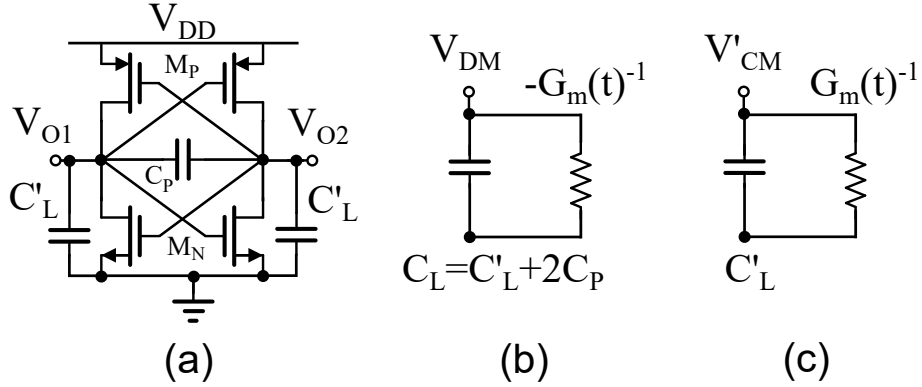 V_DD
M_P
V_O1
V_O2
C_P
C'_L
C'_L
M_N
(a)
V_DM
-G_m(t)^-1
C_L=C'_L+2C_P
(b)
V'_CM
G_m(t)^-1
C'_L
(c)